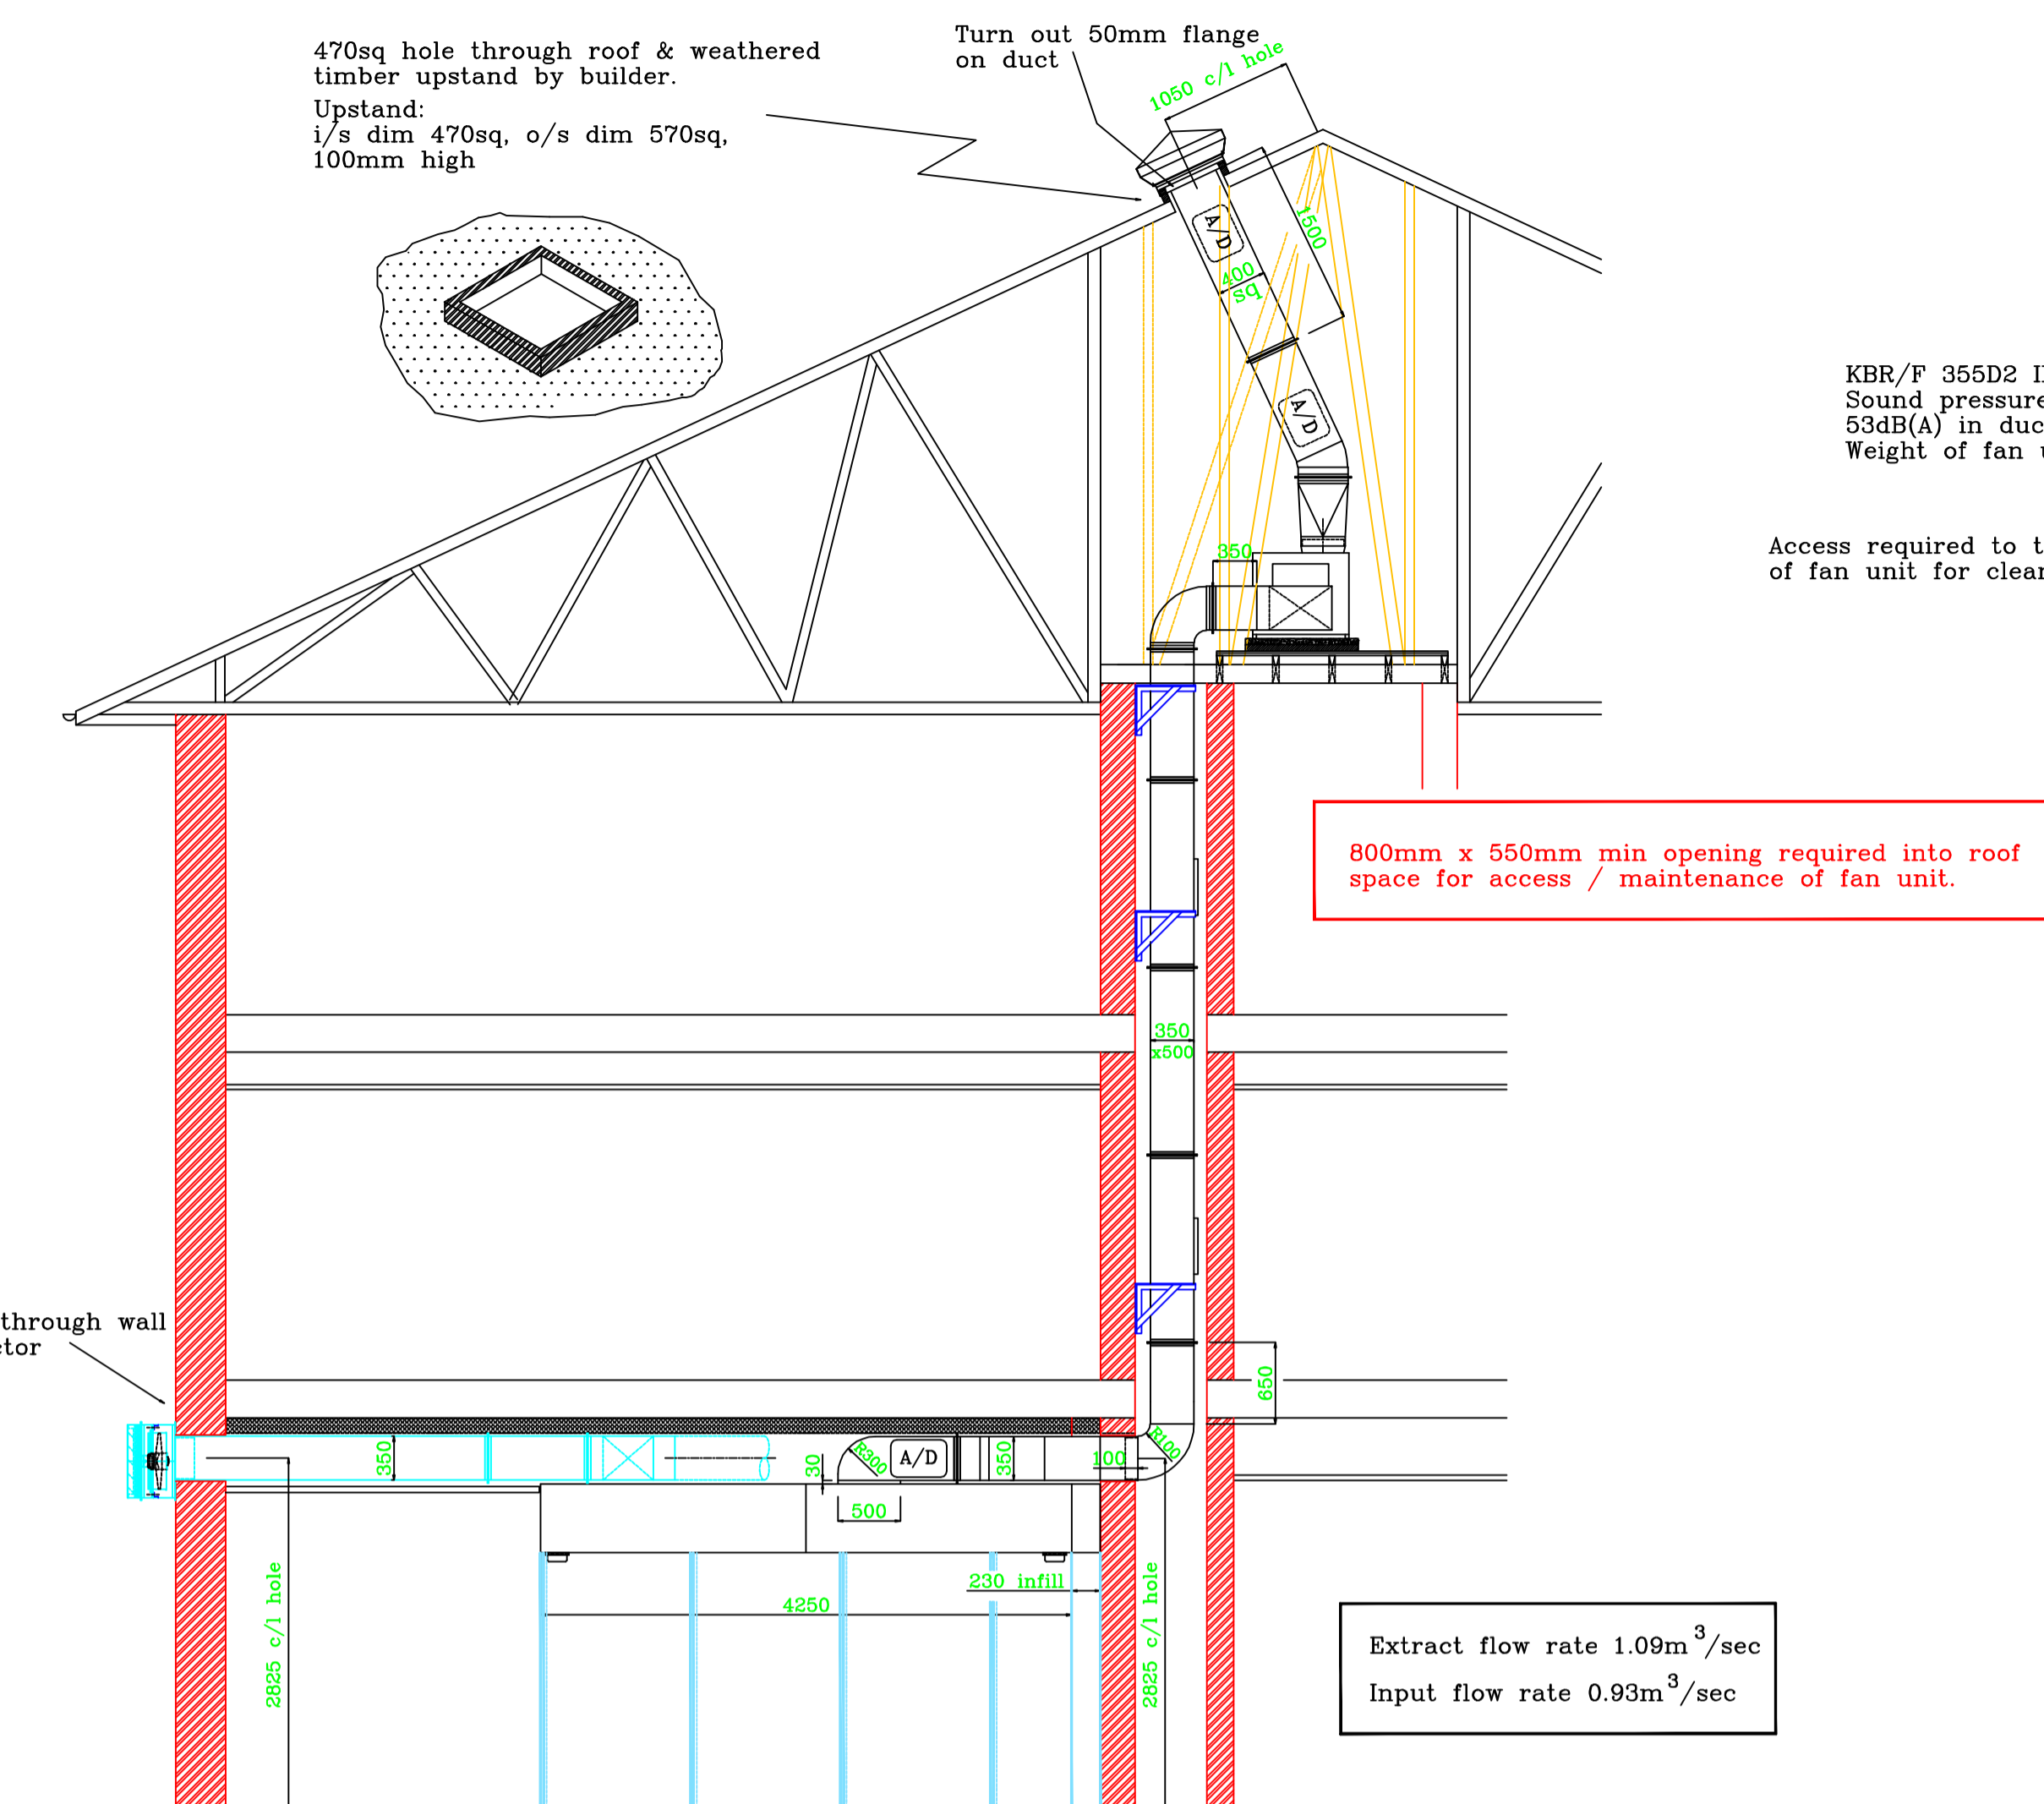 470sq hole through roof & weathered
timber upstand by builder.
Upstand:
i/s dim 470sq, o/s dim 570sq,
100mm high
Turn out 50mm flange
on duct
1050 c/l hole
1500
A/D
400
sq
A/D
350
KBR/F 355D2
Sound pressure
53dB(A) in duc
Weight of fan
Access required to t
of fan unit for clean
800mm x 550mm min opening required into roof
space for access / maintenance of fan unit.
350
x500
through wall
ctor
650
350
30
R300
A/D
350
100
R100
500
230 infill
4250
2825 c/l hole
2825 c/l hole
Extract flow rate 1.09m³/sec
Input flow rate 0.93m³/sec